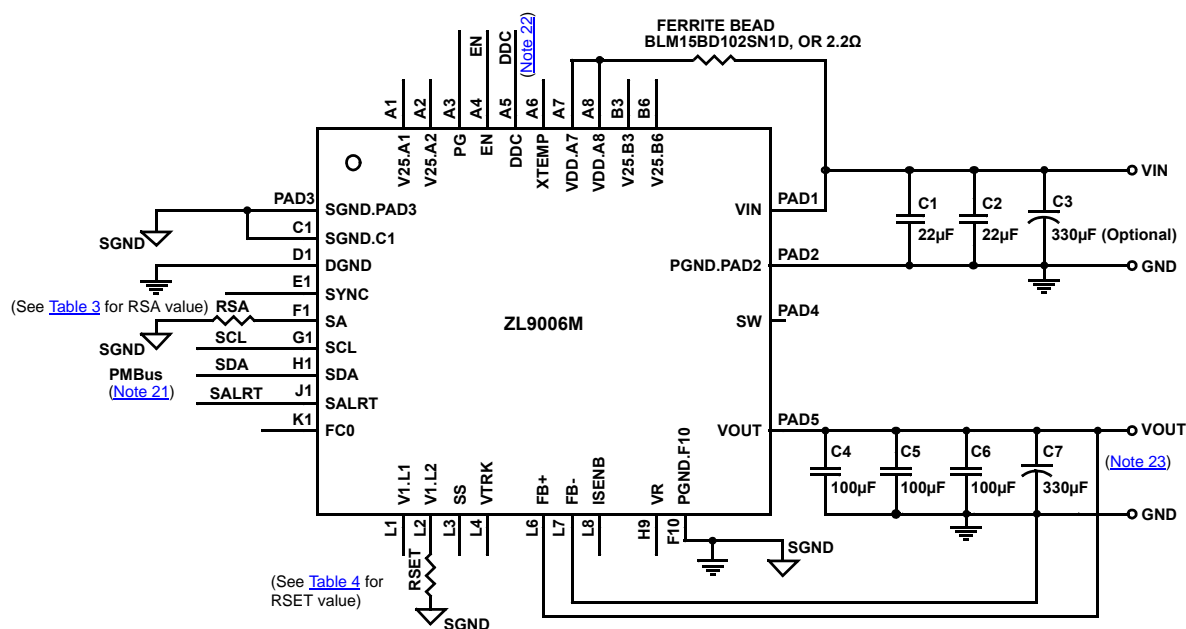 FERRITE BEAD
BLM15BD102SN1D, OR 2.2Ω
EN
DDC
(Note 22)
A1
A2
A3
A4
A5
A6
A7
A8
B3
B6
V25.A1
V25.A2
PG
EN
DDC
XTEMP
VDD.A7
VDD.A8
V25.B3
V25.B6
PAD3
SGND.PAD3
SGND
C1
SGND.C1
D1
DGND
E1
SYNC
(See Table 3 for RSA value)
RSA
F1
SA
SGND
SCL
G1
SCL
PMBus
(Note 21)
SDA
H1
SDA
SALRT
J1
SALRT
K1
FC0
ZL9006M
VIN
PAD1
PGND.PAD2
PAD2
SW
PAD4
VOUT
PAD5
C1
22µF
C2
22µF
C3
330µF (Optional)
VIN
GND
C4
100µF
C5
100µF
C6
100µF
C7
330µF
VOUT
(Note 23)
GND
V1.L1
V1.L2
SS
VTRK
FB+
FB-
ISENB
VR
PGND.F10
L1
L2
L3
L4
L6
L7
L8
H9
F10
SGND
RSET
(See Table 4 for
RSET value)
SGND